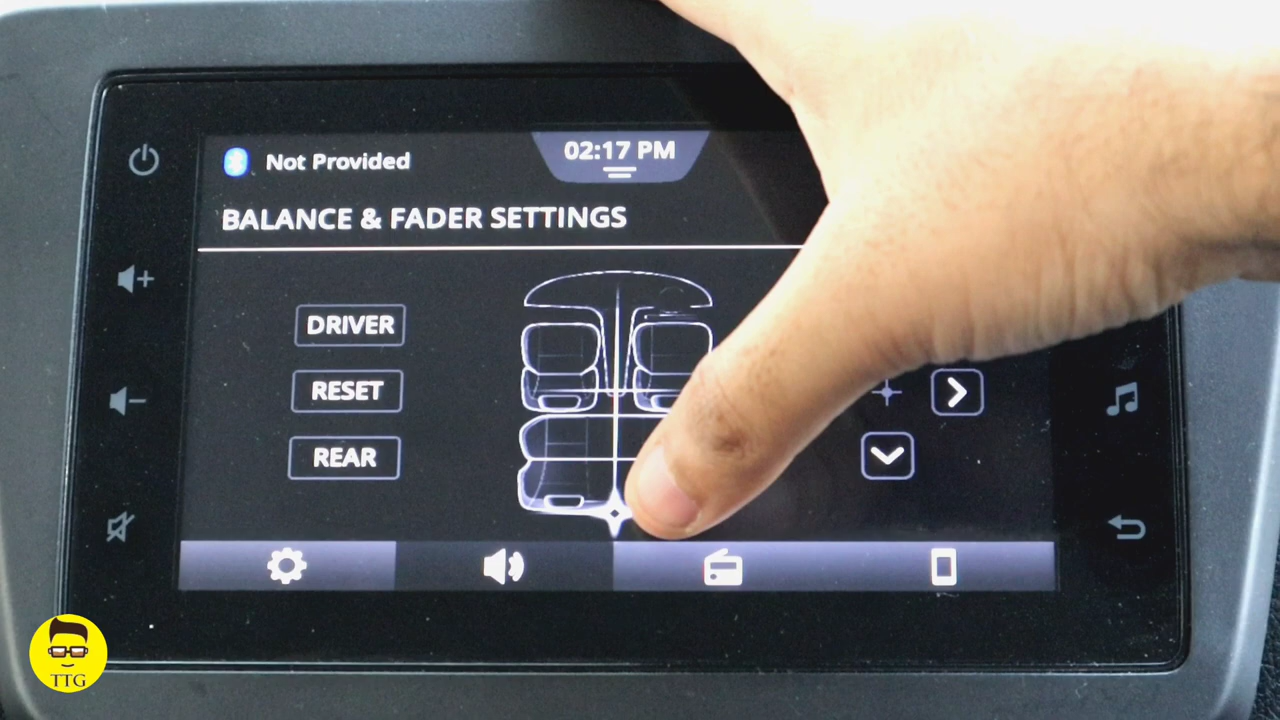 Not Provided
02:17 PM
BALANCE & FADER SETTINGS
DRIVER
RESET
REAR
TTG